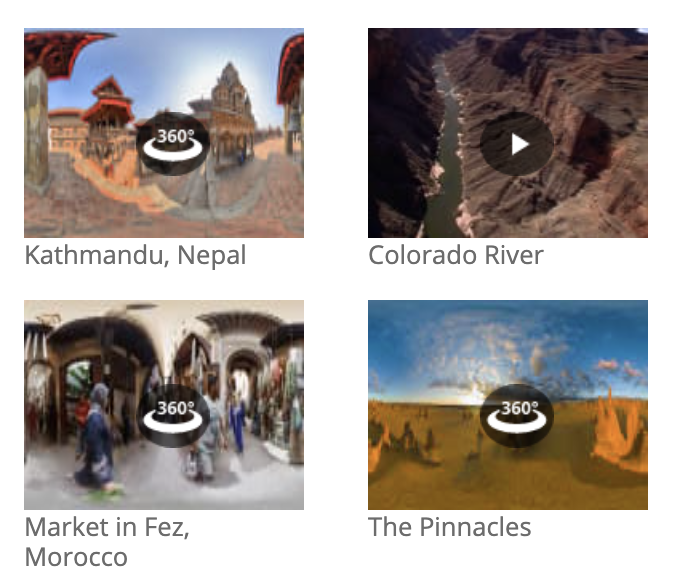 360°
Kathmandu, Nepal
Colorado River
360°
360°
Market in Fez,
Morocco
The Pinnacles